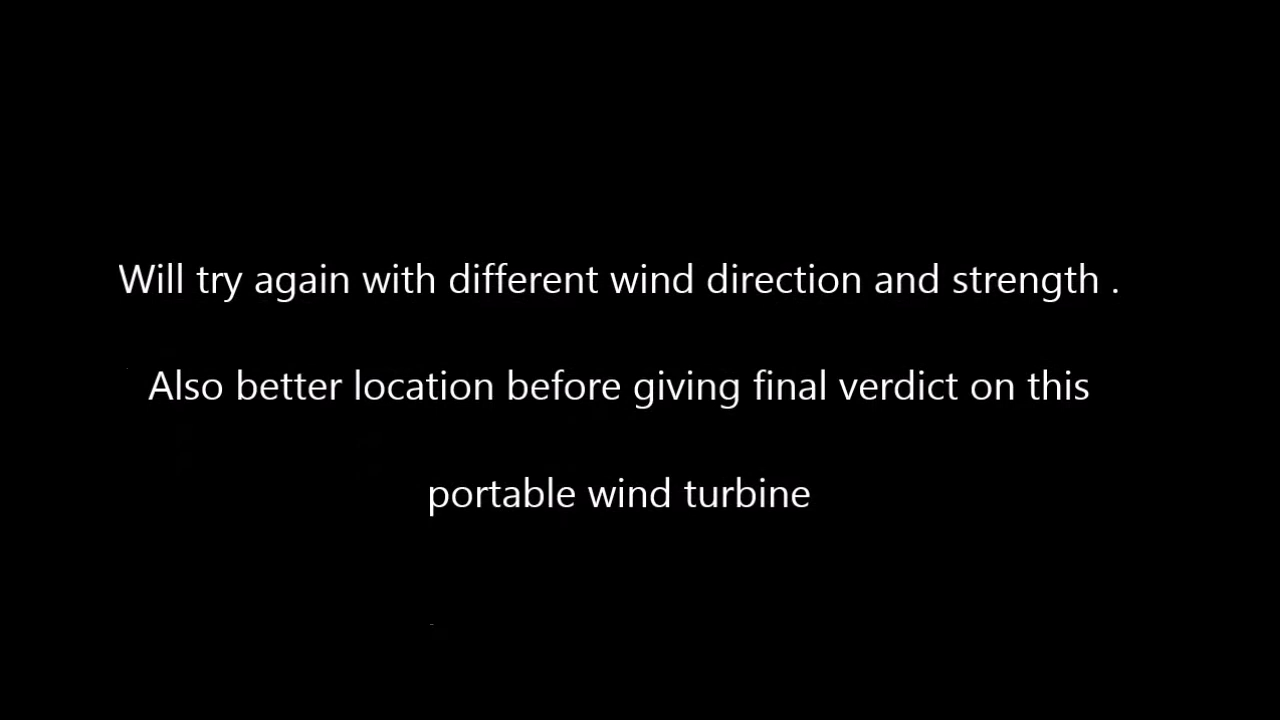 Will try again with different wind direction and strength .
Also better location before giving final verdict on this
portable wind turbine